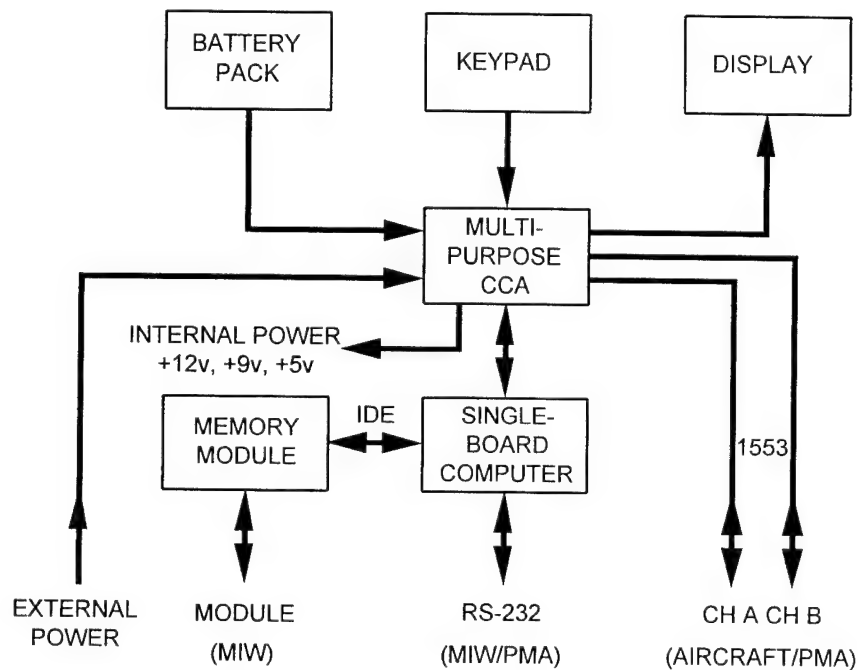 BATTERY
PACK
KEYPAD
DISPLAY
MULTI-
PURPOSE
CCA
INTERNAL POWER
+12v, +9v, +5v
MEMORY
MODULE
IDE
SINGLE-
BOARD
COMPUTER
1553
EXTERNAL
POWER
MODULE
(MIW)
RS-232
(MIW/PMA)
CH A CH B
(AIRCRAFT/PMA)